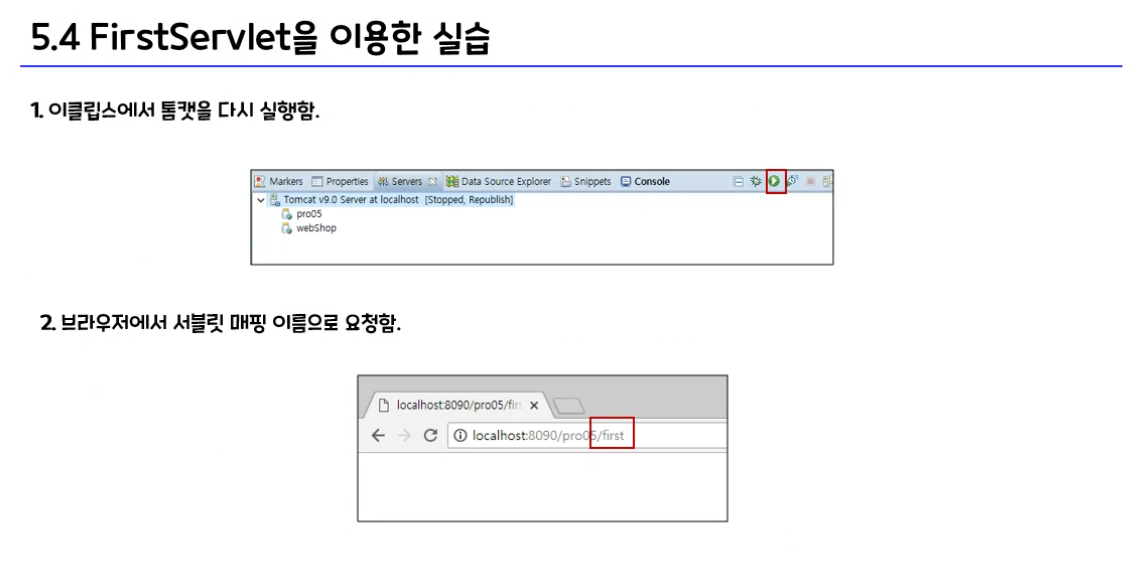 5.4 FirstServlet을 이용한 실습
1. 이클립스에서 톰캣을 다시 실행함.
Markers Properties Servers Data Source Explorer Snippets Console
Tomcat v9.0 Server at localhost [Stopped, Republish]
pro05
webShop
2. 브라우저에서 서블릿 매핑 이름으로 요청함.
localhost:8090/pro05/firs
localhost:8090/pro05/first